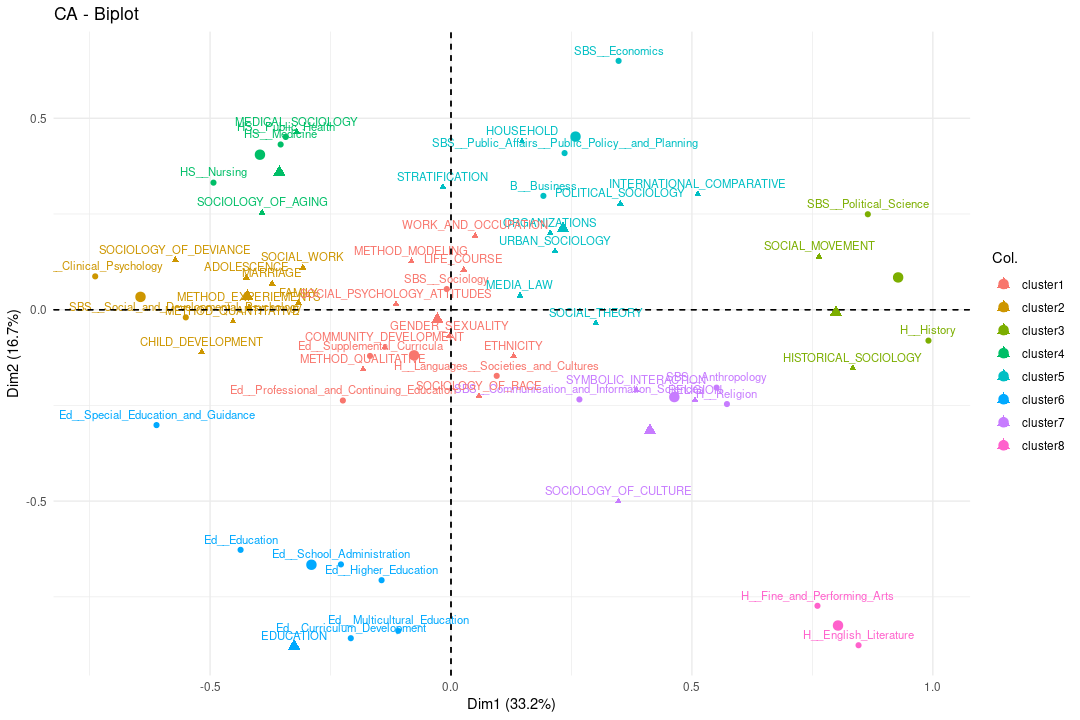 CA - Biplot
SBS__Economics
0.5
MEDICAL_SOCIOLOGY
HS__Public_Health
HS__Medicine
HOUSEHOLD
SBS__Public_Affairs__Public_Policy__and_Planning
HS__Nursing
STRATIFICATION
B__Business
INTERNATIONAL_COMPARATIVE
POLITICAL_SOCIOLOGY
SOCIOLOGY_OF_AGING
SBS__Political_Science
WORK_AND_OCCUPATION
ORGANIZATIONS
URBAN_SOCIOLOGY
SOCIAL_MOVEMENT
SOCIOLOGY_OF_DEVIANCE
SOCIAL_WORK
METHOD_MODELING
LIFE_COURSE
__Clinical_Psychology
ADOLESCENCE
MARRIAGE
SBS__Sociology
MEDIA_LAW
METHOD_EXPERIEMENTS
FAMILY
SOCIAL_PSYCHOLOGY_ATTITUDES
SBS__Social_and_Developmental_Psychology
METHOD_QUANTITATIVE
SOCIAL_THEORY
0.0
GENDER_SEXUALITY
H__History
CHILD_DEVELOPMENT
COMMUNITY_DEVELOPMENT
Ed__Supplemental_Curricula
ETHNICITY
METHOD_QUALITATIVE
H__Languages__Societies_and_Cultures
HISTORICAL_SOCIOLOGY
SYMBOLIC_INTERACTION
SBS__Anthropology
Ed__Professional_and_Continuing_Education
SOCIOLOGY_OF_RACE
SBS__Communication_and_Information_Sciences
RELIGION
H__Religion
Ed__Special_Education_and_Guidance
SOCIOLOGY_OF_CULTURE
-0.5
Ed__Education
Ed__School_Administration
Ed__Higher_Education
H__Fine_and_Performing_Arts
Ed__Multicultural_Education
Ed__Curriculum_Development
EDUCATION
H__English_Literature
-0.5
0.0
0.5
1.0
Dim1 (33.2%)
Dim2 (16.7%)
Col.
cluster1
cluster2
cluster3
cluster4
cluster5
cluster6
cluster7
cluster8